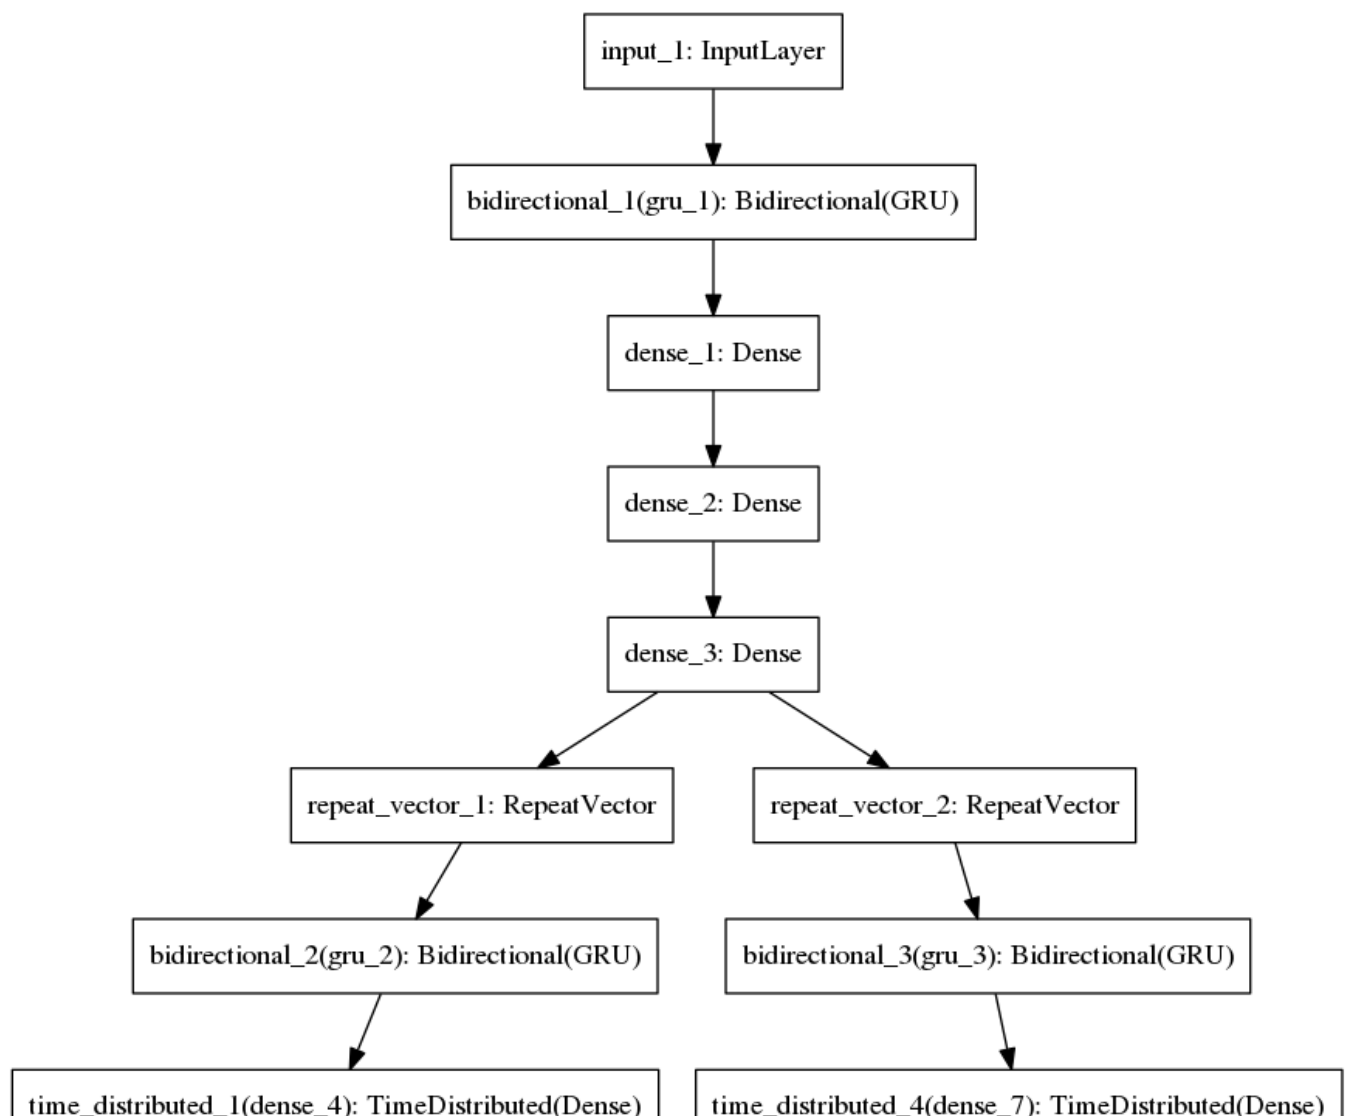 input_1: InputLayer
bidirectional_1(gru_1): Bidirectional(GRU)
dense_1: Dense
dense_2: Dense
dense_3: Dense
repeat_vector_1: RepeatVector
repeat_vector_2: RepeatVector
bidirectional_2(gru_2): Bidirectional(GRU)
bidirectional_3(gru_3): Bidirectional(GRU)
time_distributed_1(dense_4): TimeDistributed(Dense)
time_distributed_4(dense_7): TimeDistributed(Dense)